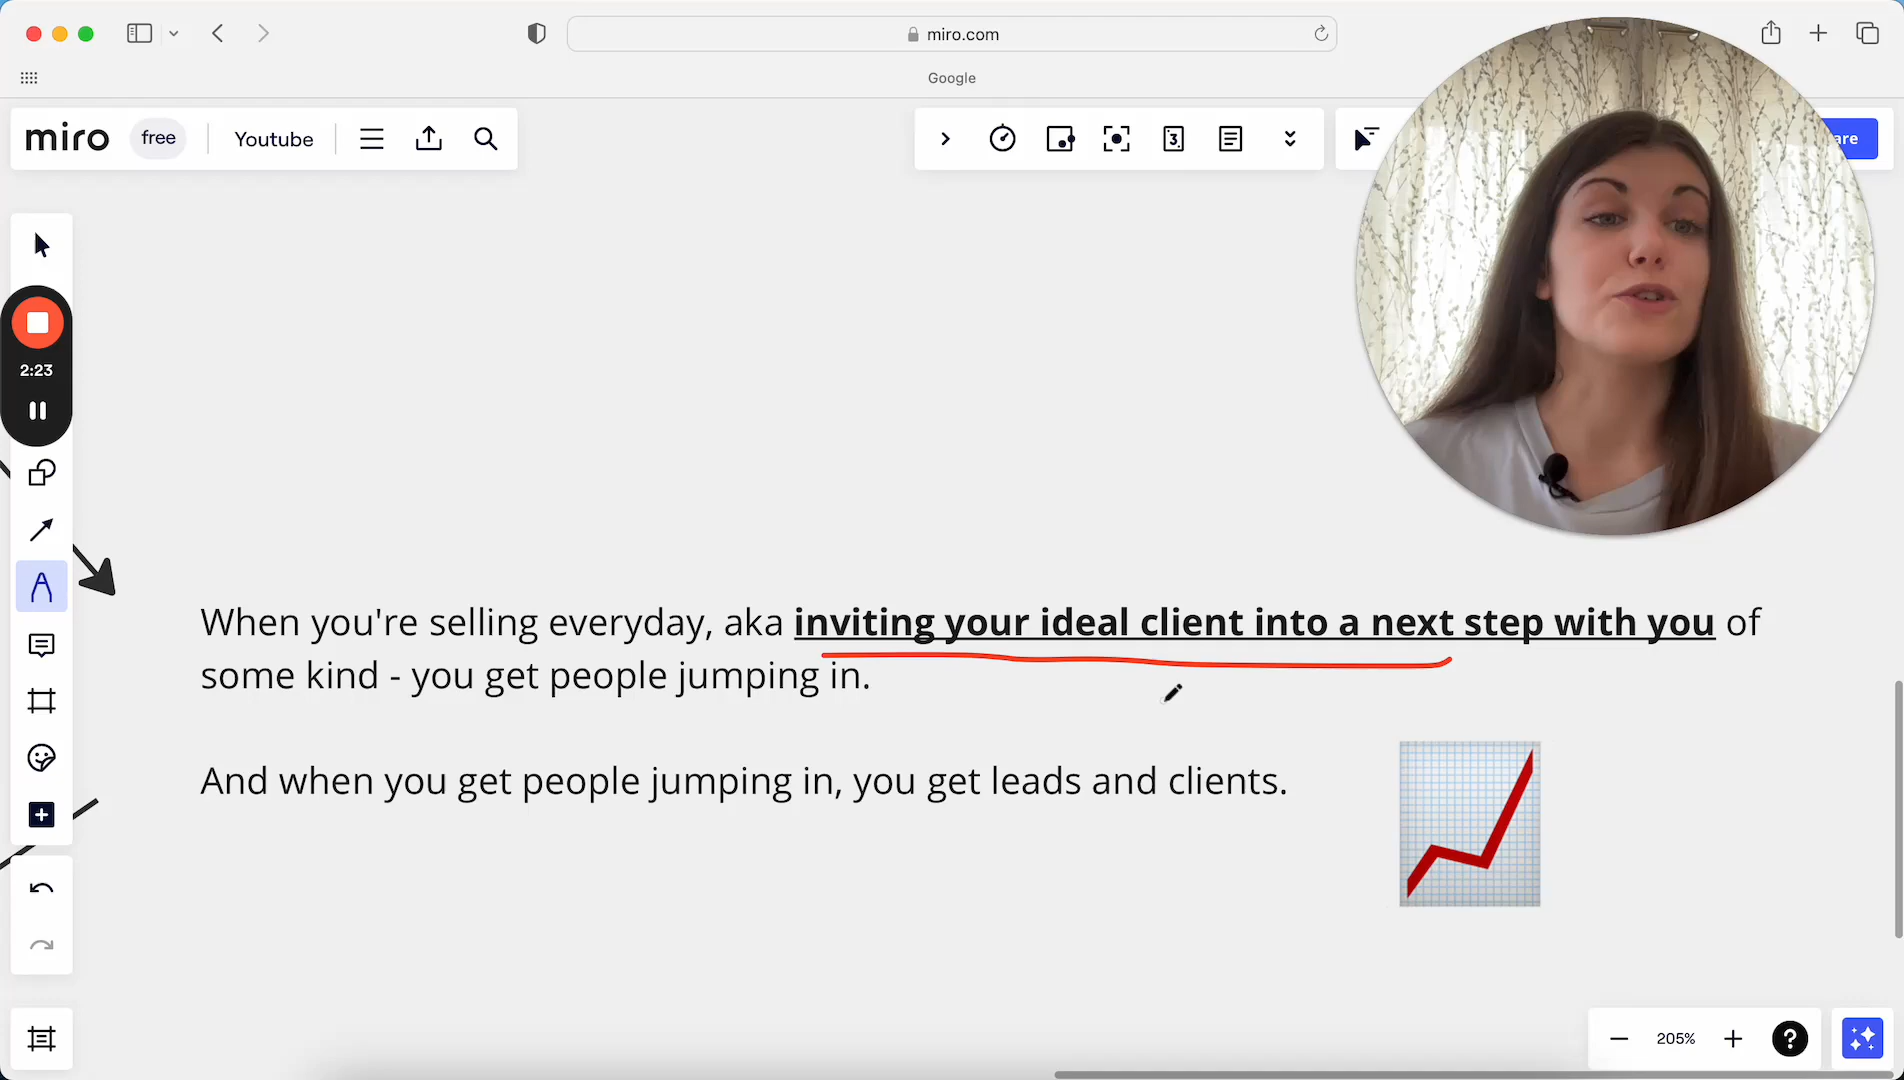 miro.com
Google
miro free Youtube
3
are
2:23
When you're selling everyday, aka inviting your ideal client into a next step with you of
some kind - you get people jumping in.
And when you get people jumping in, you get leads and clients.
205%
?